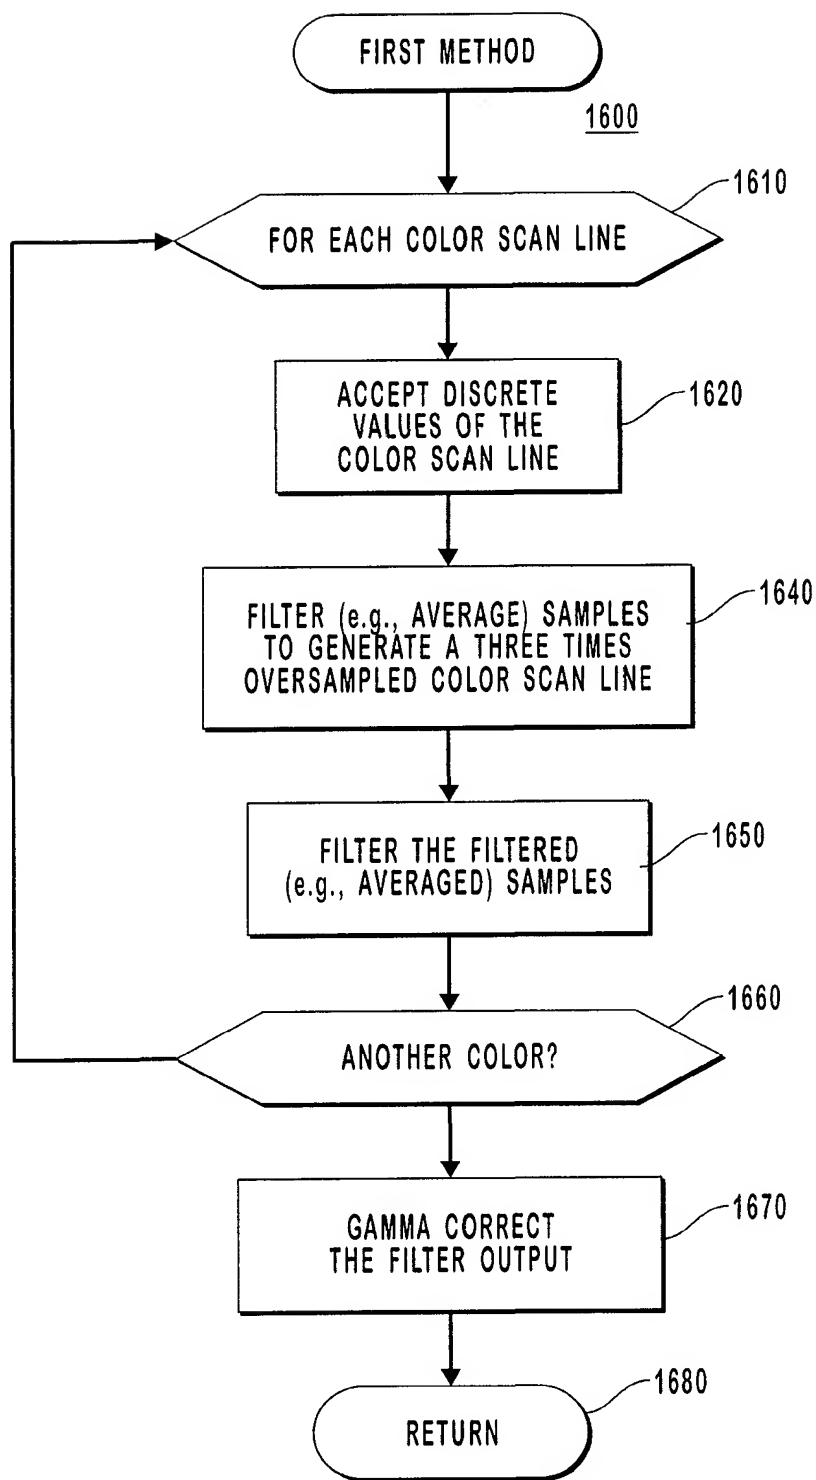 FIRST METHOD
1600
1610
FOR EACH COLOR SCAN LINE
1620
ACCEPT DISCRETE
VALUES OF THE
COLOR SCAN LINE
1640
FILTER (e.g., AVERAGE) SAMPLES
TO GENERATE A THREE TIMES
OVERSAMPLED COLOR SCAN LINE
1650
FILTER THE FILTERED
(e.g., AVERAGED) SAMPLES
1660
ANOTHER COLOR?
1670
GAMMA CORRECT
THE FILTER OUTPUT
1680
RETURN